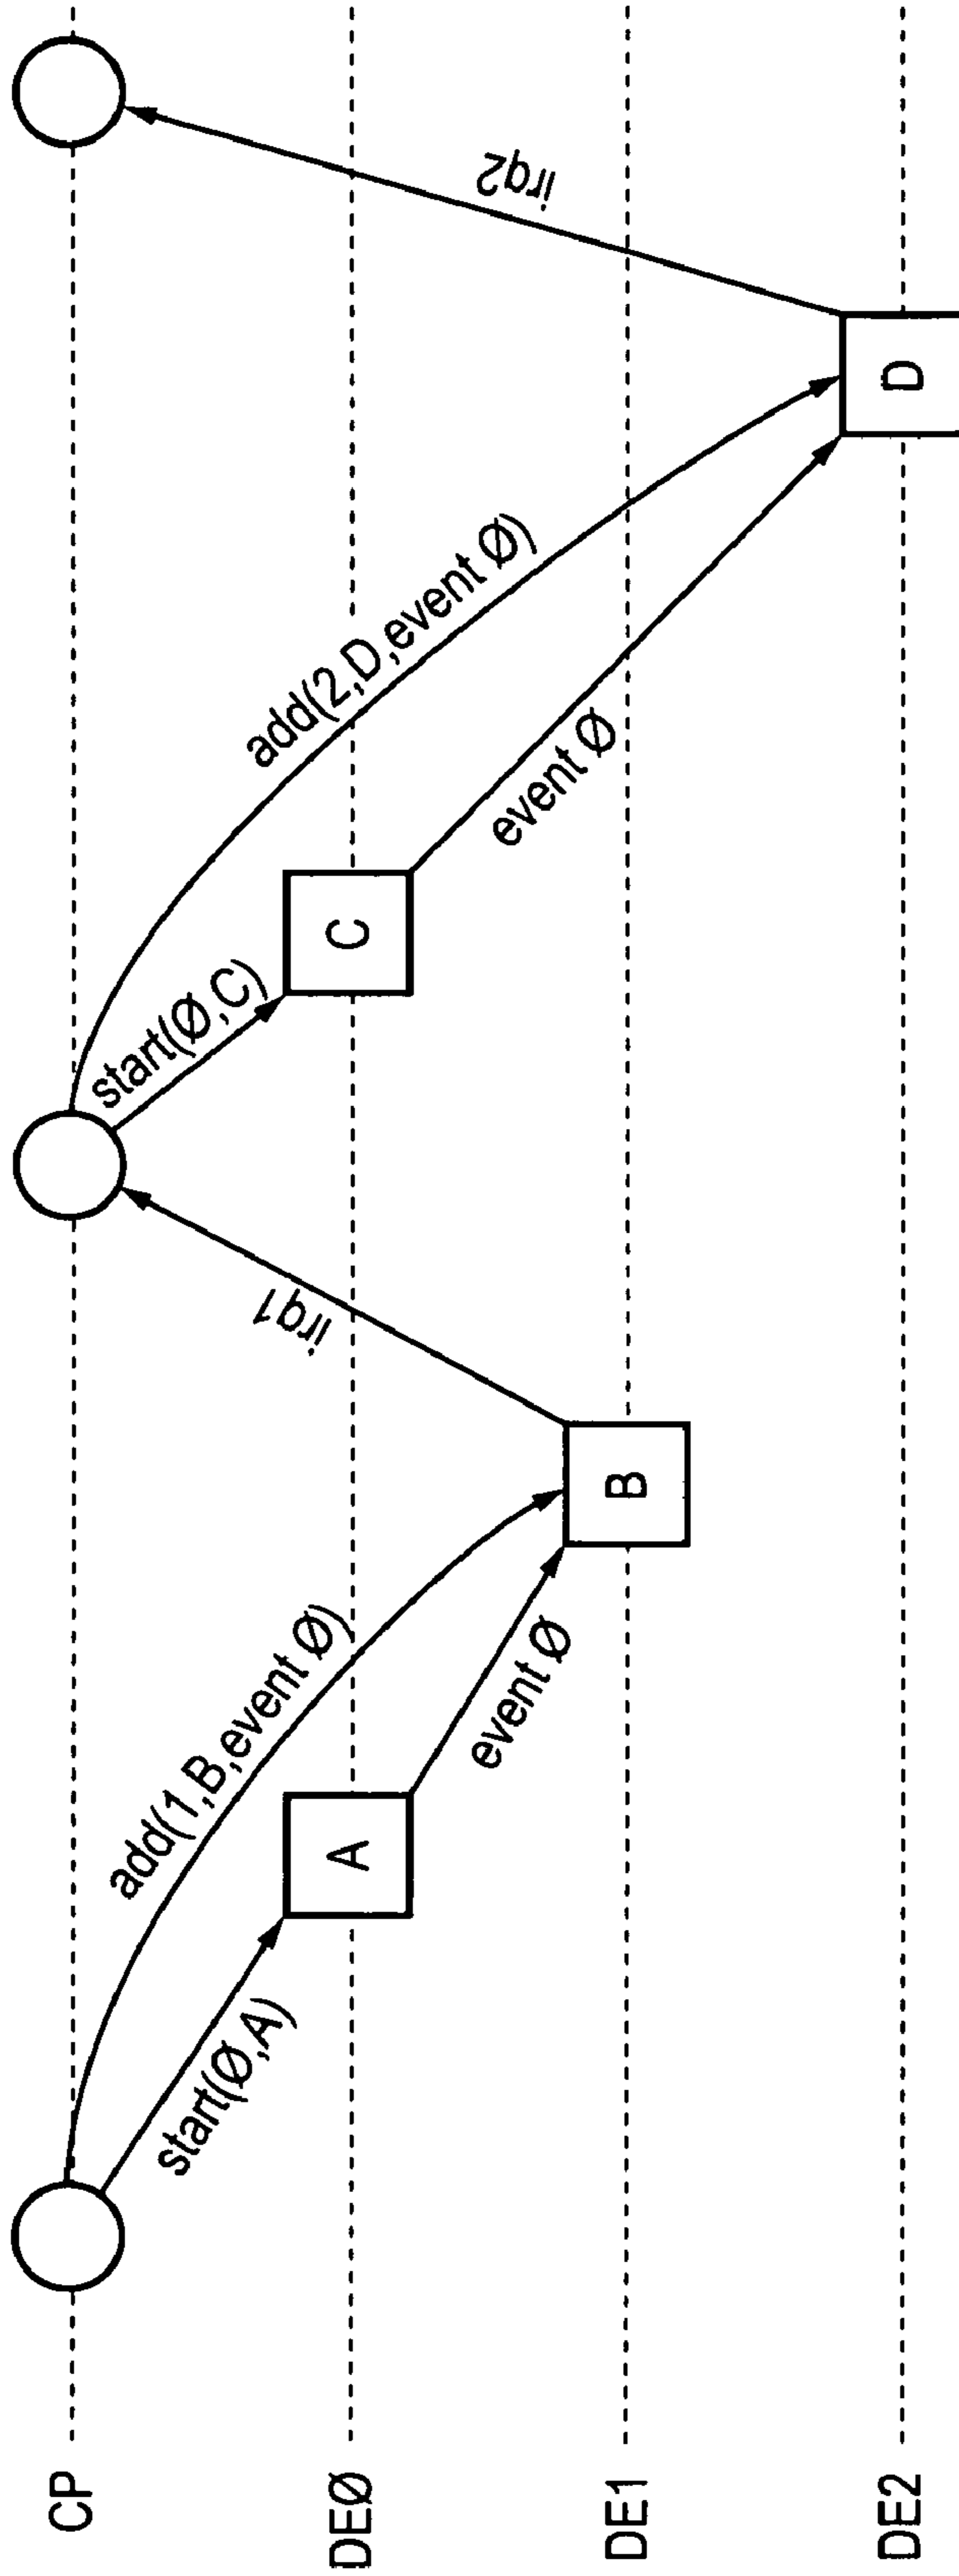 CP
DEØ
DE1
DE2
start(Ø,A)
add(1,B,event Ø)
A
event Ø
B
irq1
start(Ø,C)
add(2,D,event Ø)
C
event Ø
D
irq2